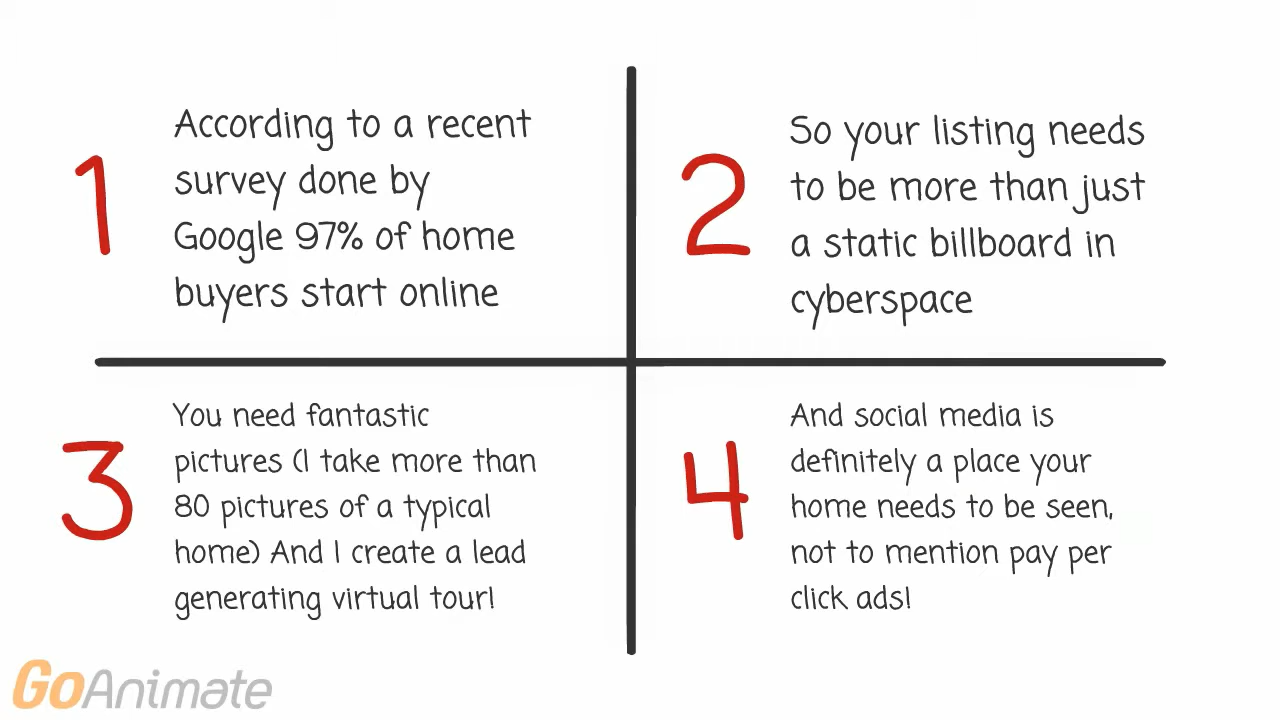 1
According to a recent
survey done by
Google 97% of home
buyers start online
2
So your listing needs
to be more than just
a static billboard in
cyberspace
3
You need fantastic
pictures (I take more than
80 pictures of a typical
home) And I create a lead
generating virtual tour!
4
And social media is
definitely a place your
home needs to be seen,
not to mention pay per
click ads!
GoAnimate